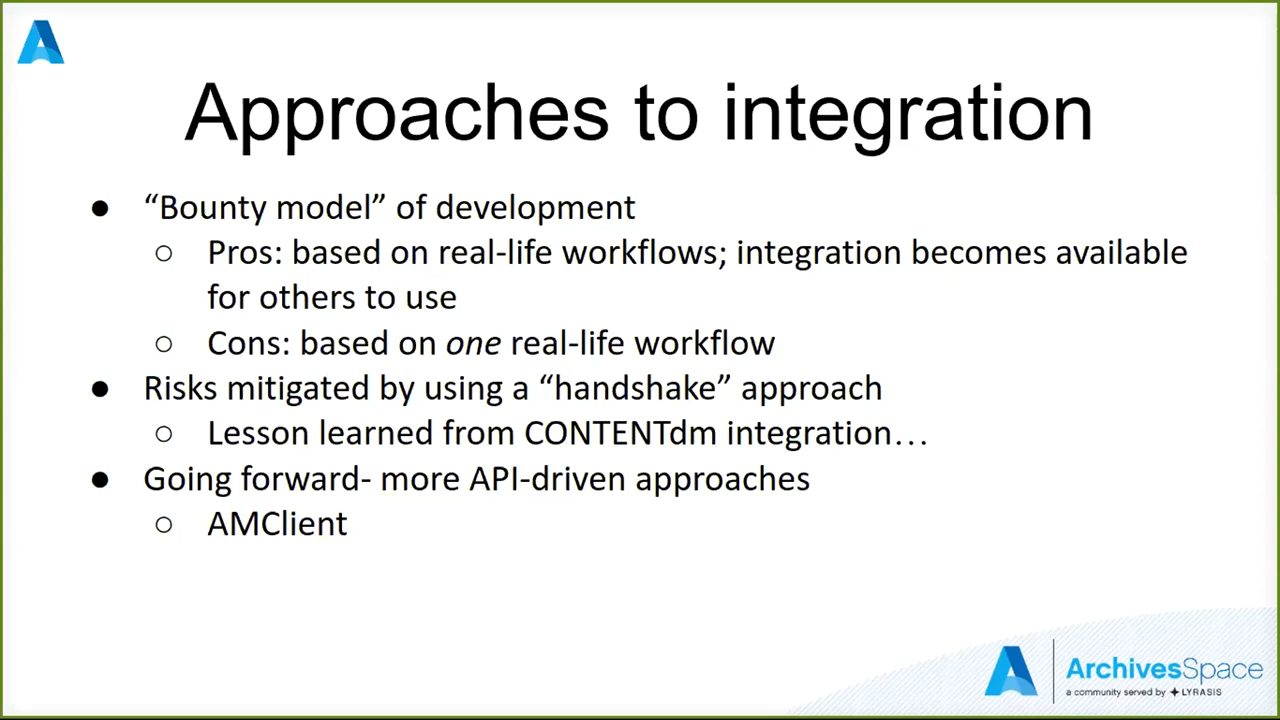 Approaches to integration
● “Bounty model” of development
○ Pros: based on real-life workflows; integration becomes available
for others to use
○ Cons: based on one real-life workflow
● Risks mitigated by using a “handshake” approach
○ Lesson learned from CONTENTdm integration…
● Going forward- more API-driven approaches
○ AMClient
ArchivesSpace
a community served by LYRASIS